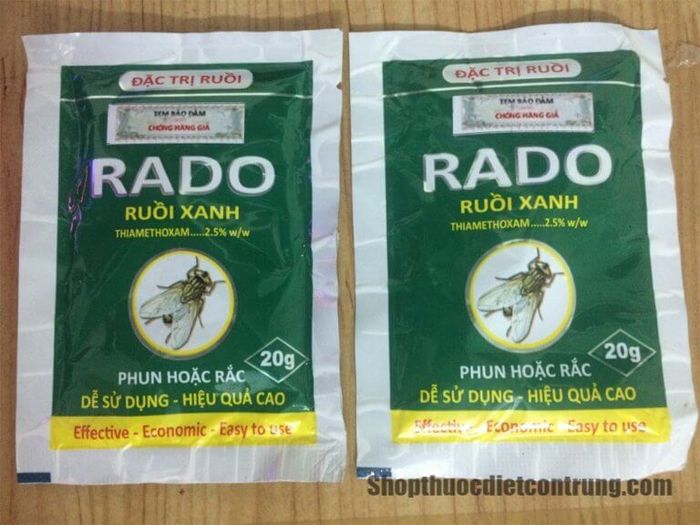 ĐẶC TRỊ RUỒI
TEM BẢO ĐẢM
CHỐNG HÀNG GIẢ
RADO
RUỒI XANH
THIAMETHOXAM.....2.5% w/w
20g
PHUN HOẶC RẮC
DỄ SỬ DỤNG - HIỆU QUẢ CAO
Effective - Economic - Easy to use
ĐẶC TRỊ RUỒI
TEM BẢO ĐẢM
CHỐNG HÀNG GIẢ
RADO
RUỒI XANH
THIAMETHOXAM.....2.5% w/w
20g
PHUN HOẶC RẮC
DỄ SỬ DỤNG - HIỆU QUẢ CAO
Effective - Economic - Easy to use
Shopthuocdietcontrung.com